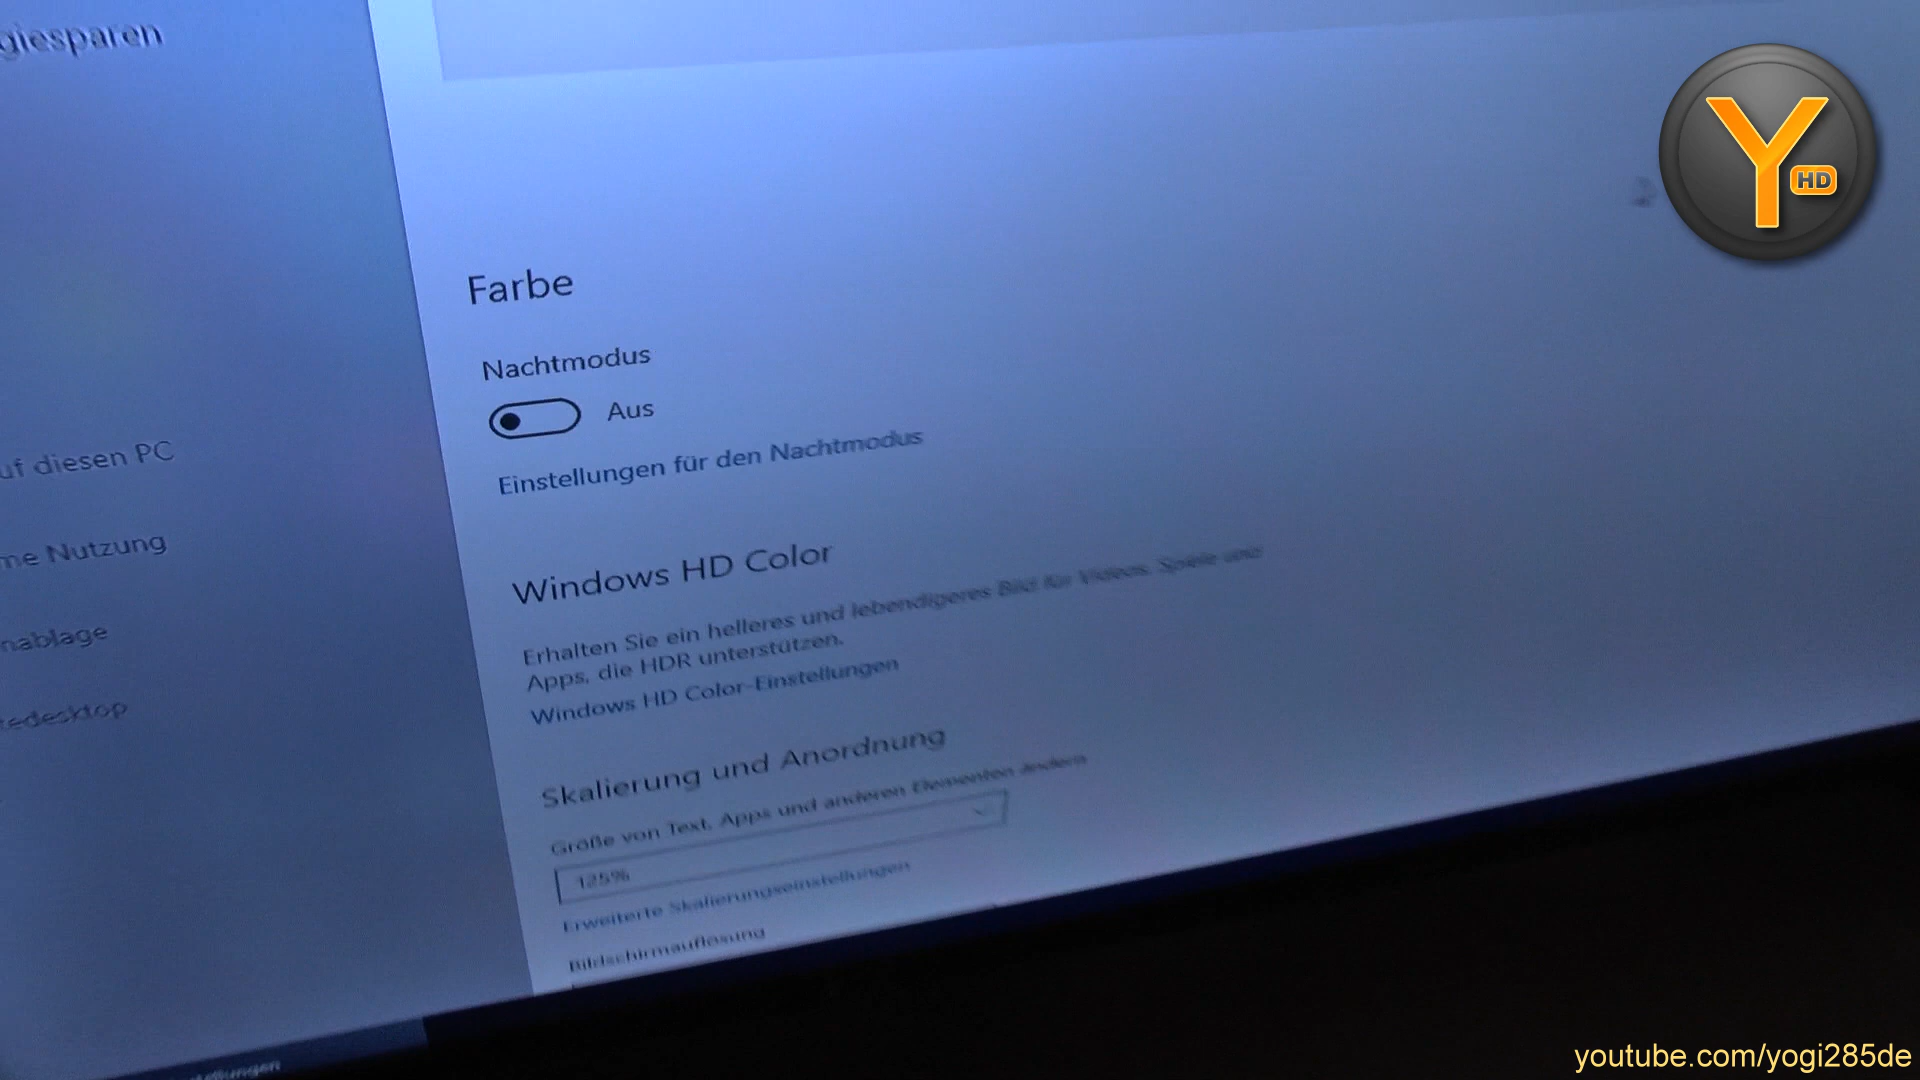 giesparen
uf diesen PC
me Nutzung
nablage
tedesktop
Farbe
Nachtmodus
Aus
Einstellungen für den Nachtmodus
Windows HD Color
Erhalten Sie ein helleres und lebendigeres Bild für Videos, Spiele und
Apps, die HDR unterstützen.
Windows HD Color-Einstellungen
Skalierung und Anordnung
Größe von Text, Apps und anderen Elementen ändern
125%
Erweiterte Skalierungseinstellungen
Bildschirmauflösung
tellungen
Y HD
youtube.com/yogi285de